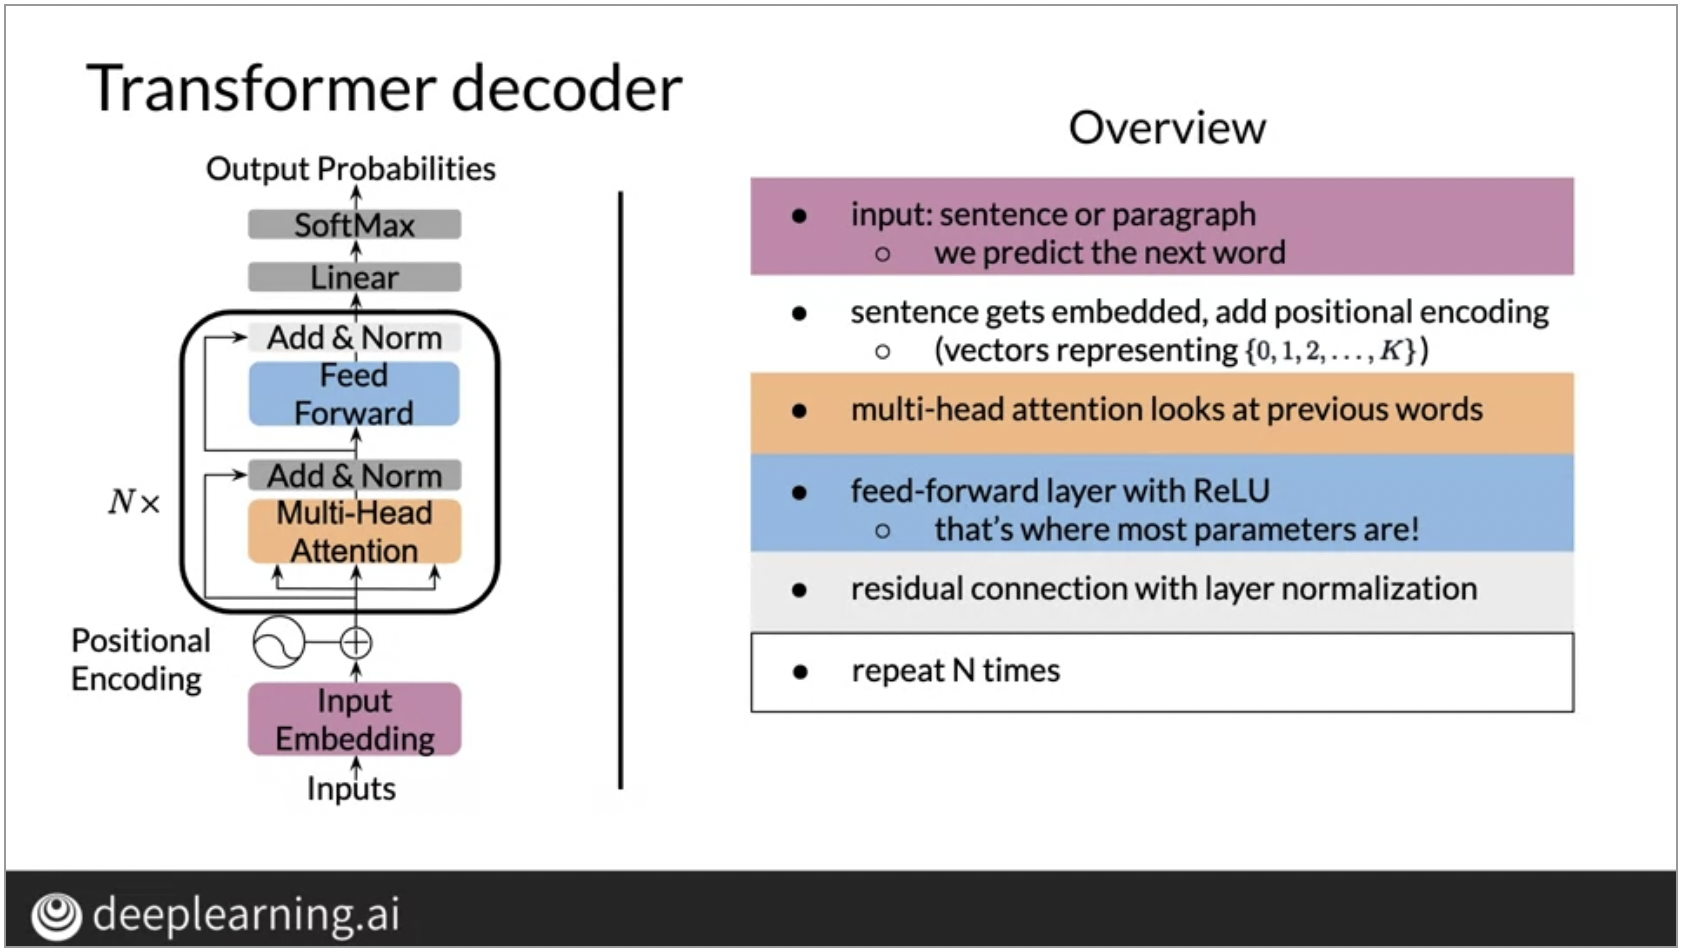 Transformer decoder
Output Probabilities
SoftMax
Linear
Add & Norm
Feed
Forward
Add & Norm
Multi-Head
Attention
N×
Positional
Encoding
Input
Embedding
Inputs
Overview
● input: sentence or paragraph
○ we predict the next word
● sentence gets embedded, add positional encoding
○ (vectors representing {0, 1, 2, . . . , K})
● multi-head attention looks at previous words
● feed-forward layer with ReLU
○ that's where most parameters are!
● residual connection with layer normalization
● repeat N times
deeplearning.ai